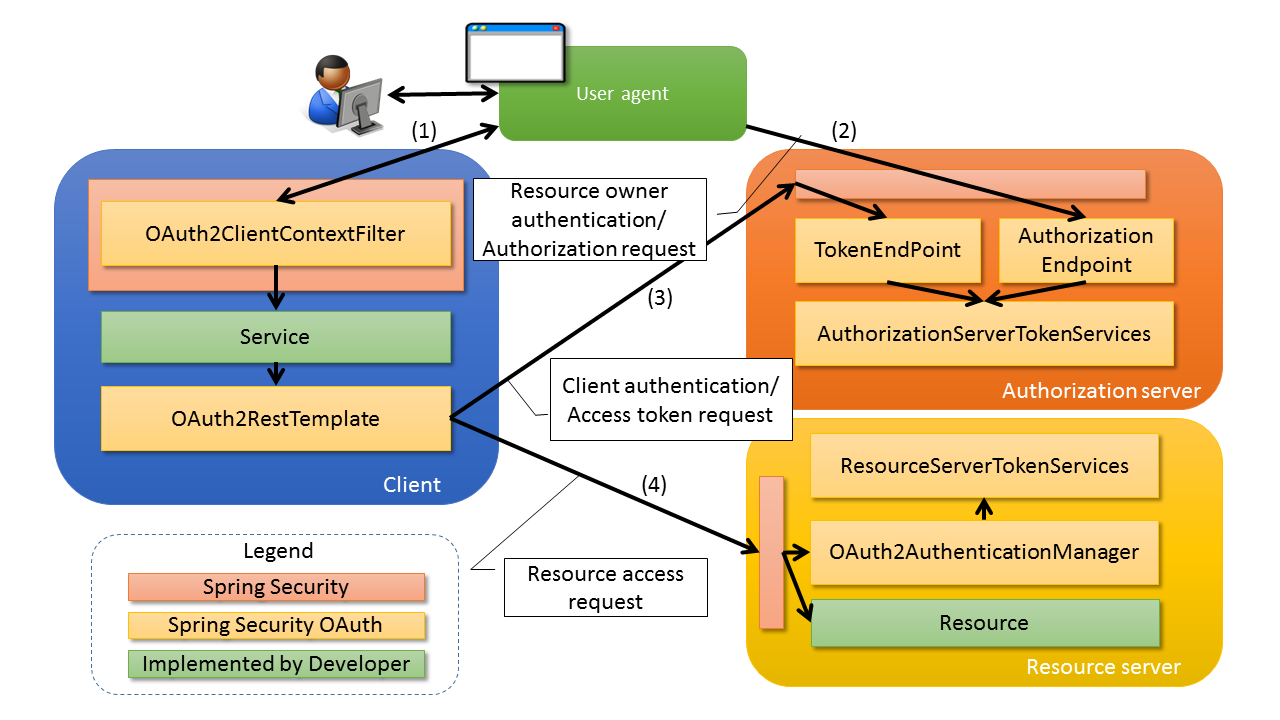 User agent
(1)
(2)
OAuth2ClientContextFilter
Service
OAuth2RestTemplate
Client
Resource owner
authentication/
Authorization request
(3)
TokenEndPoint
Authorization
Endpoint
AuthorizationServerTokenServices
Authorization server
Client authentication/
Access token request
(4)
ResourceServerTokenServices
OAuth2AuthenticationManager
Resource
Resource server
Resource access
request
Legend
Spring Security
Spring Security OAuth
Implemented by Developer